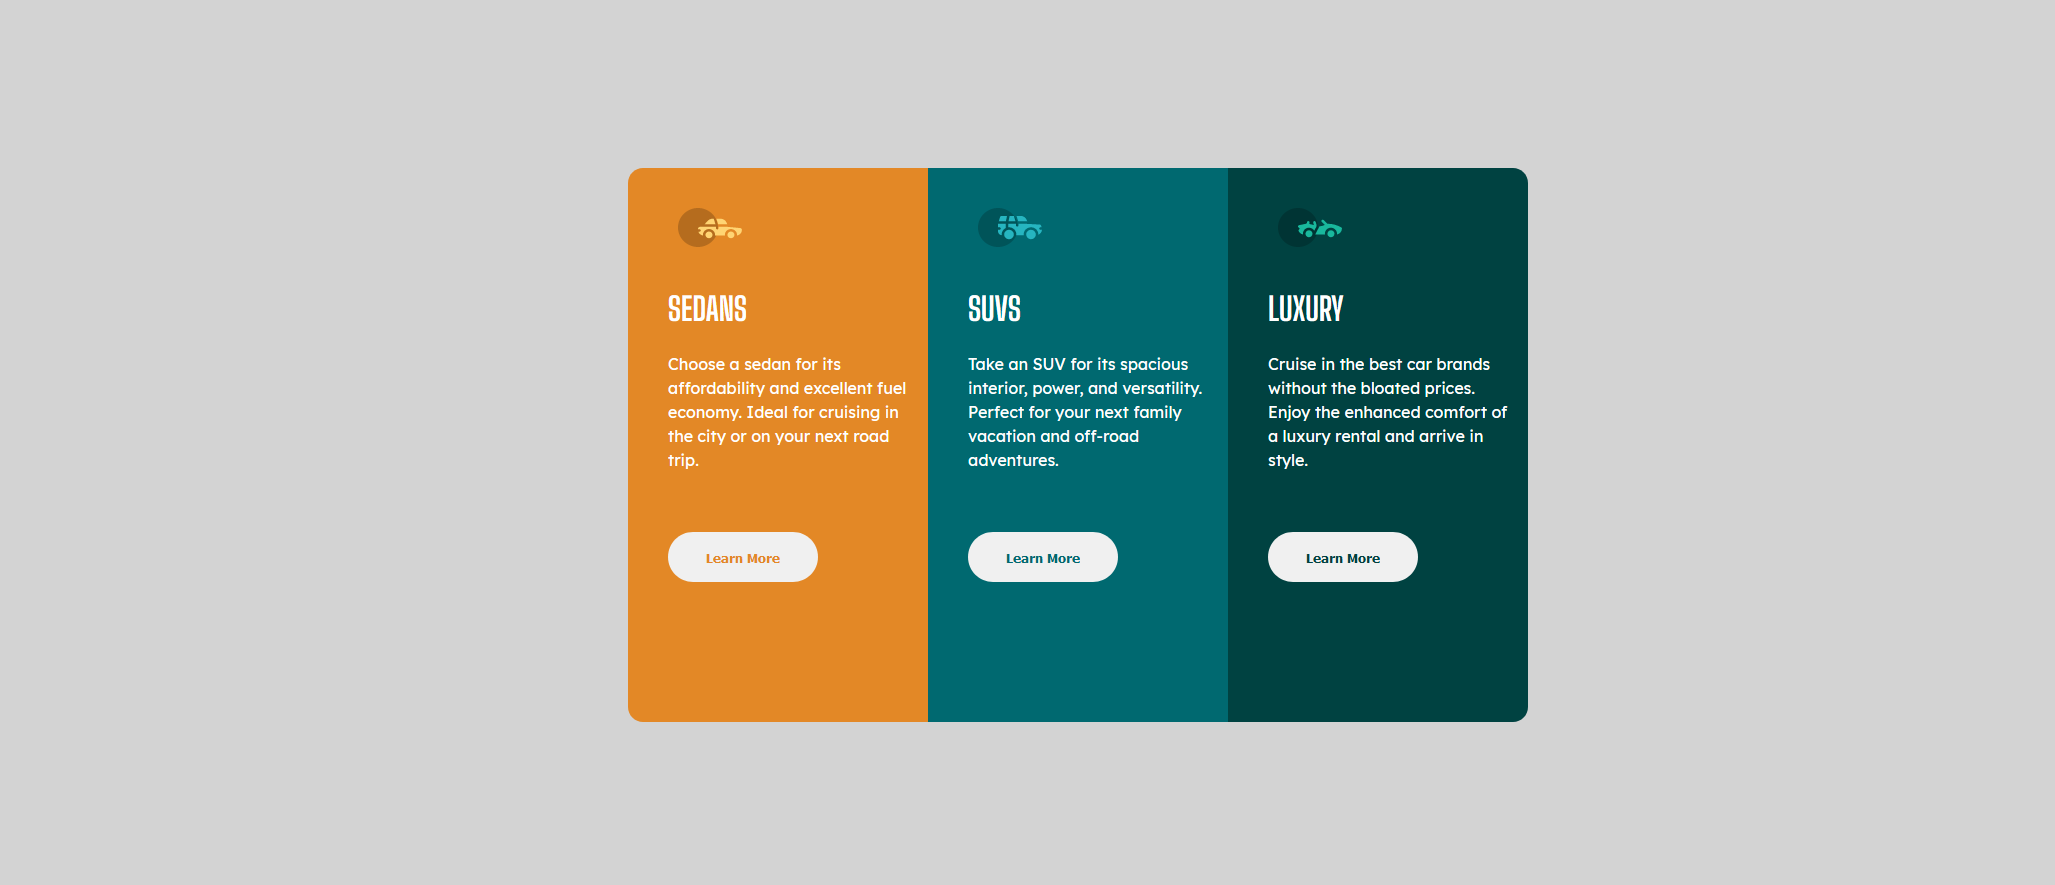 SEDANS
Choose a sedan for its
affordability and excellent fuel
economy. Ideal for cruising in
the city or on your next road
trip.
Learn More
SUVS
Take an SUV for its spacious
interior, power, and versatility.
Perfect for your next family
vacation and off-road
adventures.
Learn More
LUXURY
Cruise in the best car brands
without the bloated prices.
Enjoy the enhanced comfort of
a luxury rental and arrive in
style.
Learn More